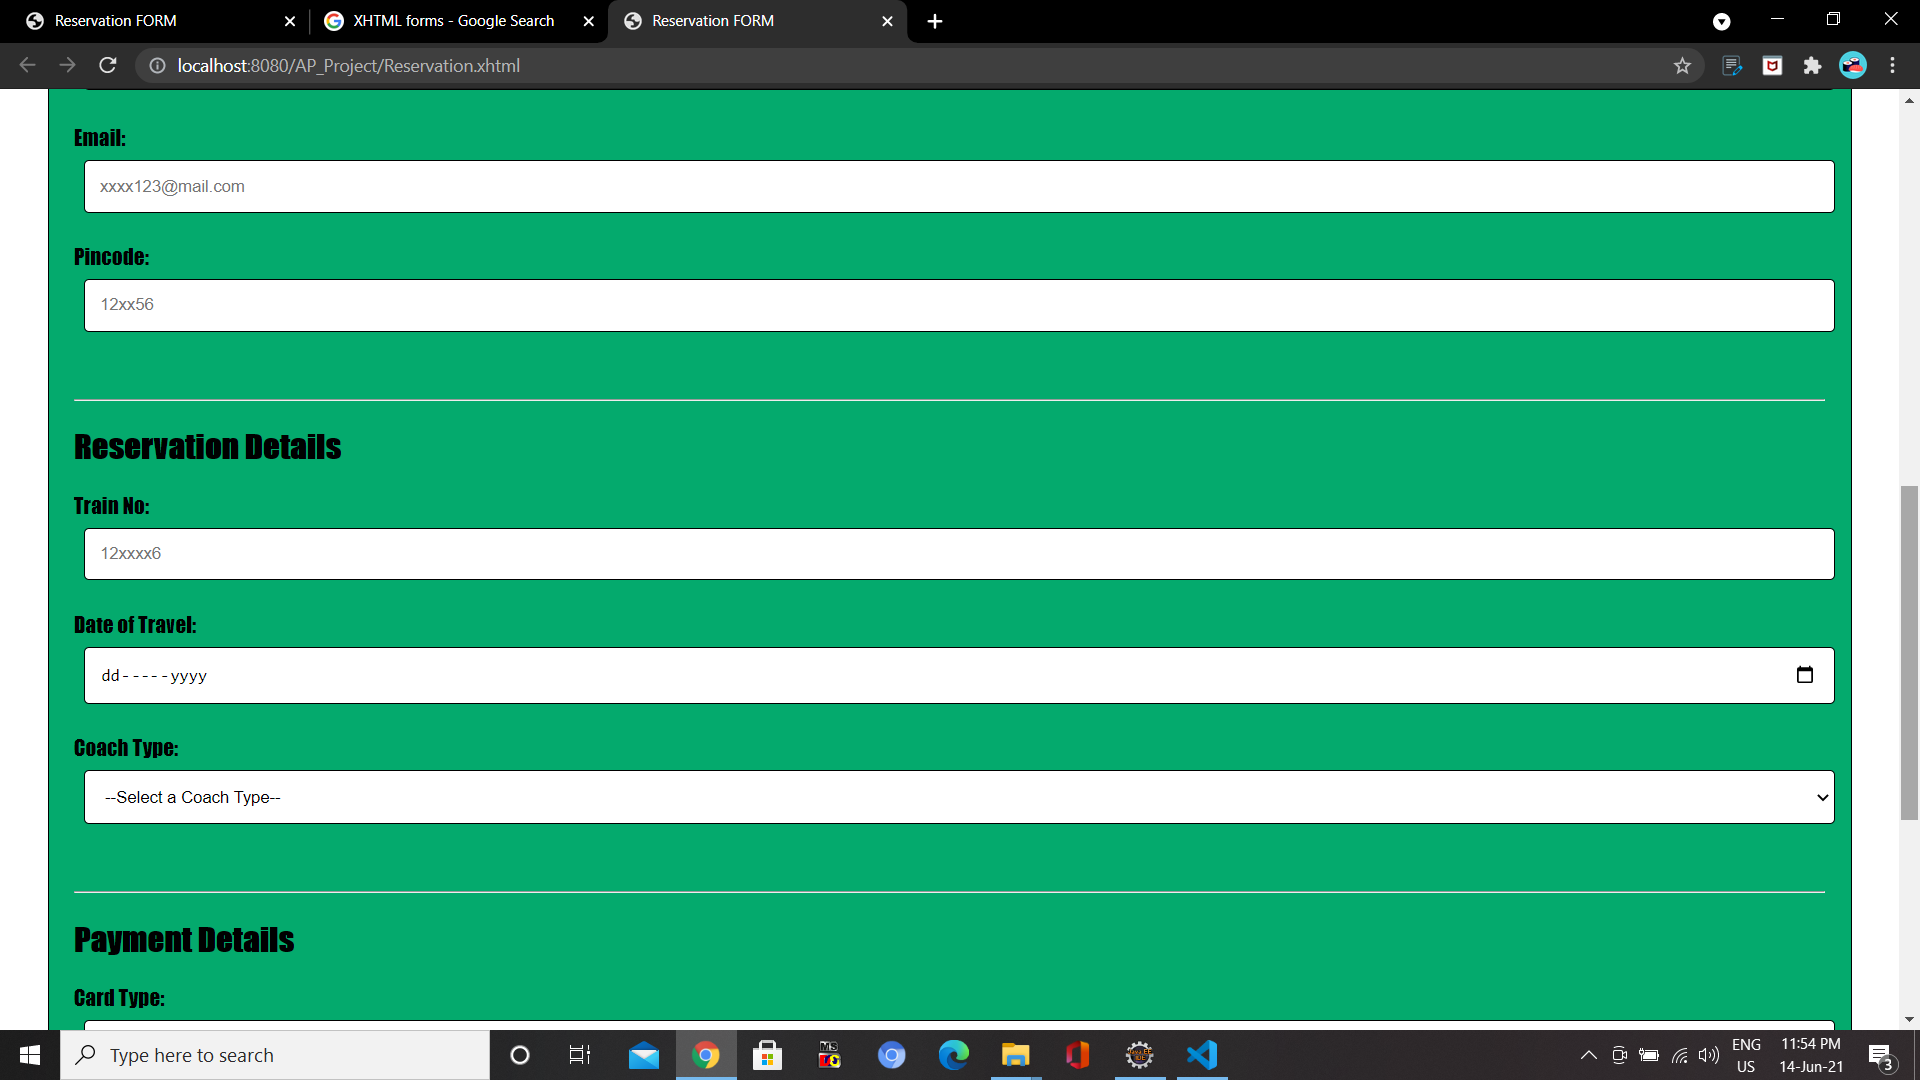 Reservation FORM
XHTML forms - Google Search
Reservation FORM
localhost:8080/AP_Project/Reservation.xhtml
Email:
xxxx123@mail.com
Pincode:
12xx56
Reservation Details
Train No:
12xxxx6
Date of Travel:
dd-----yyyy
Coach Type:
--Select a Coach Type--
Payment Details
Card Type:
Type here to search
ENG
US
11:54 PM
14-Jun-21
3